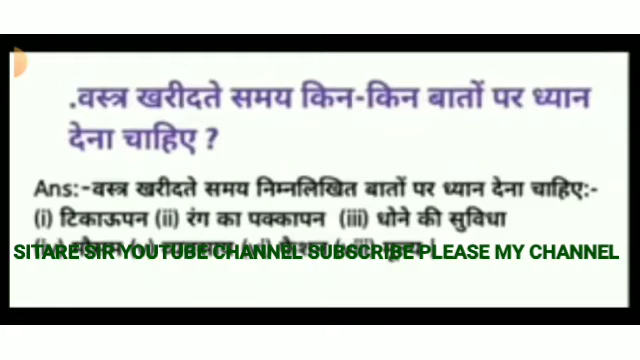 .वस्त्र खरीदते समय किन-किन बातों पर ध्यान
देना चाहिए ?
Ans:-वस्त्र खरीदते समय निम्नलिखित बातों पर ध्यान देना चाहिए:-
(i) टिकाऊपन (ii) रंग का पक्कापन (iii) धोने की सुविधा
SITARE SIR YOUTUBE CHANNEL SUBSCRIBE PLEASE MY CHANNEL